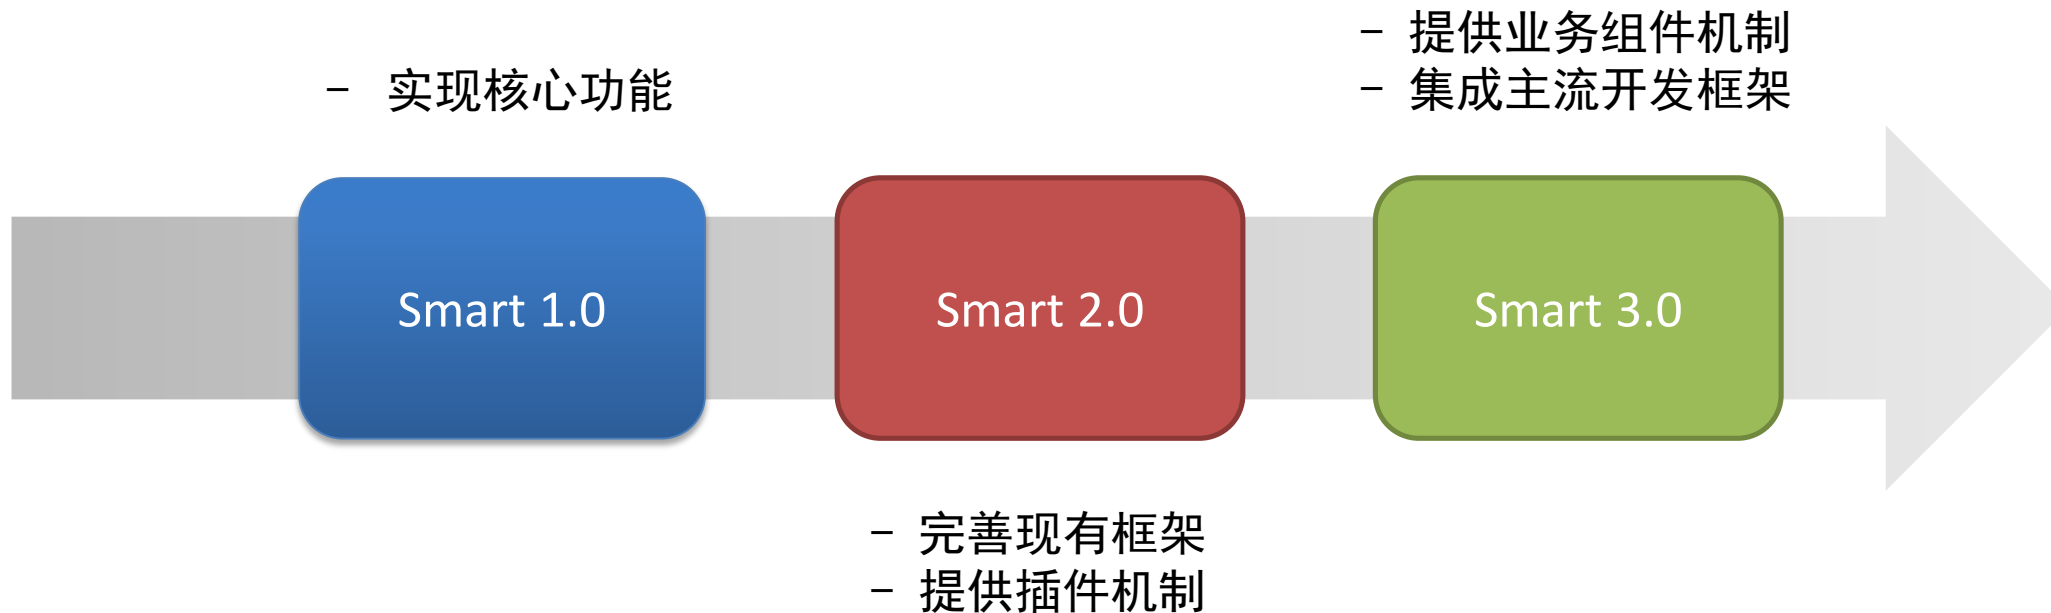 - 提供业务组件机制
- 集成主流开发框架
- 实现核心功能
Smart 1.0
Smart 2.0
Smart 3.0
- 完善现有框架
- 提供插件机制